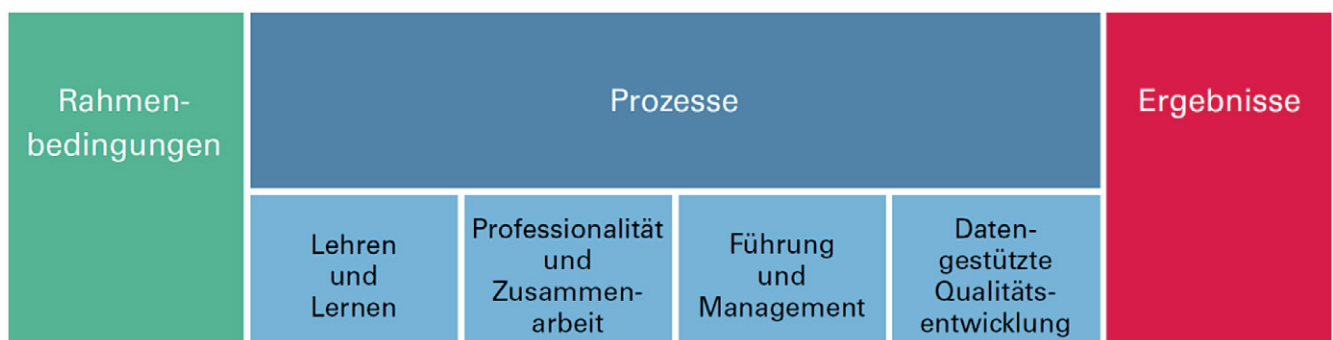 Rahmen-
bedingungen
Prozesse
Ergebnisse
Lehren
und
Lernen
Professionalität
und
Zusammen-
arbeit
Führung
und
Management
Daten-
gestützte
Qualitäts-
entwicklung